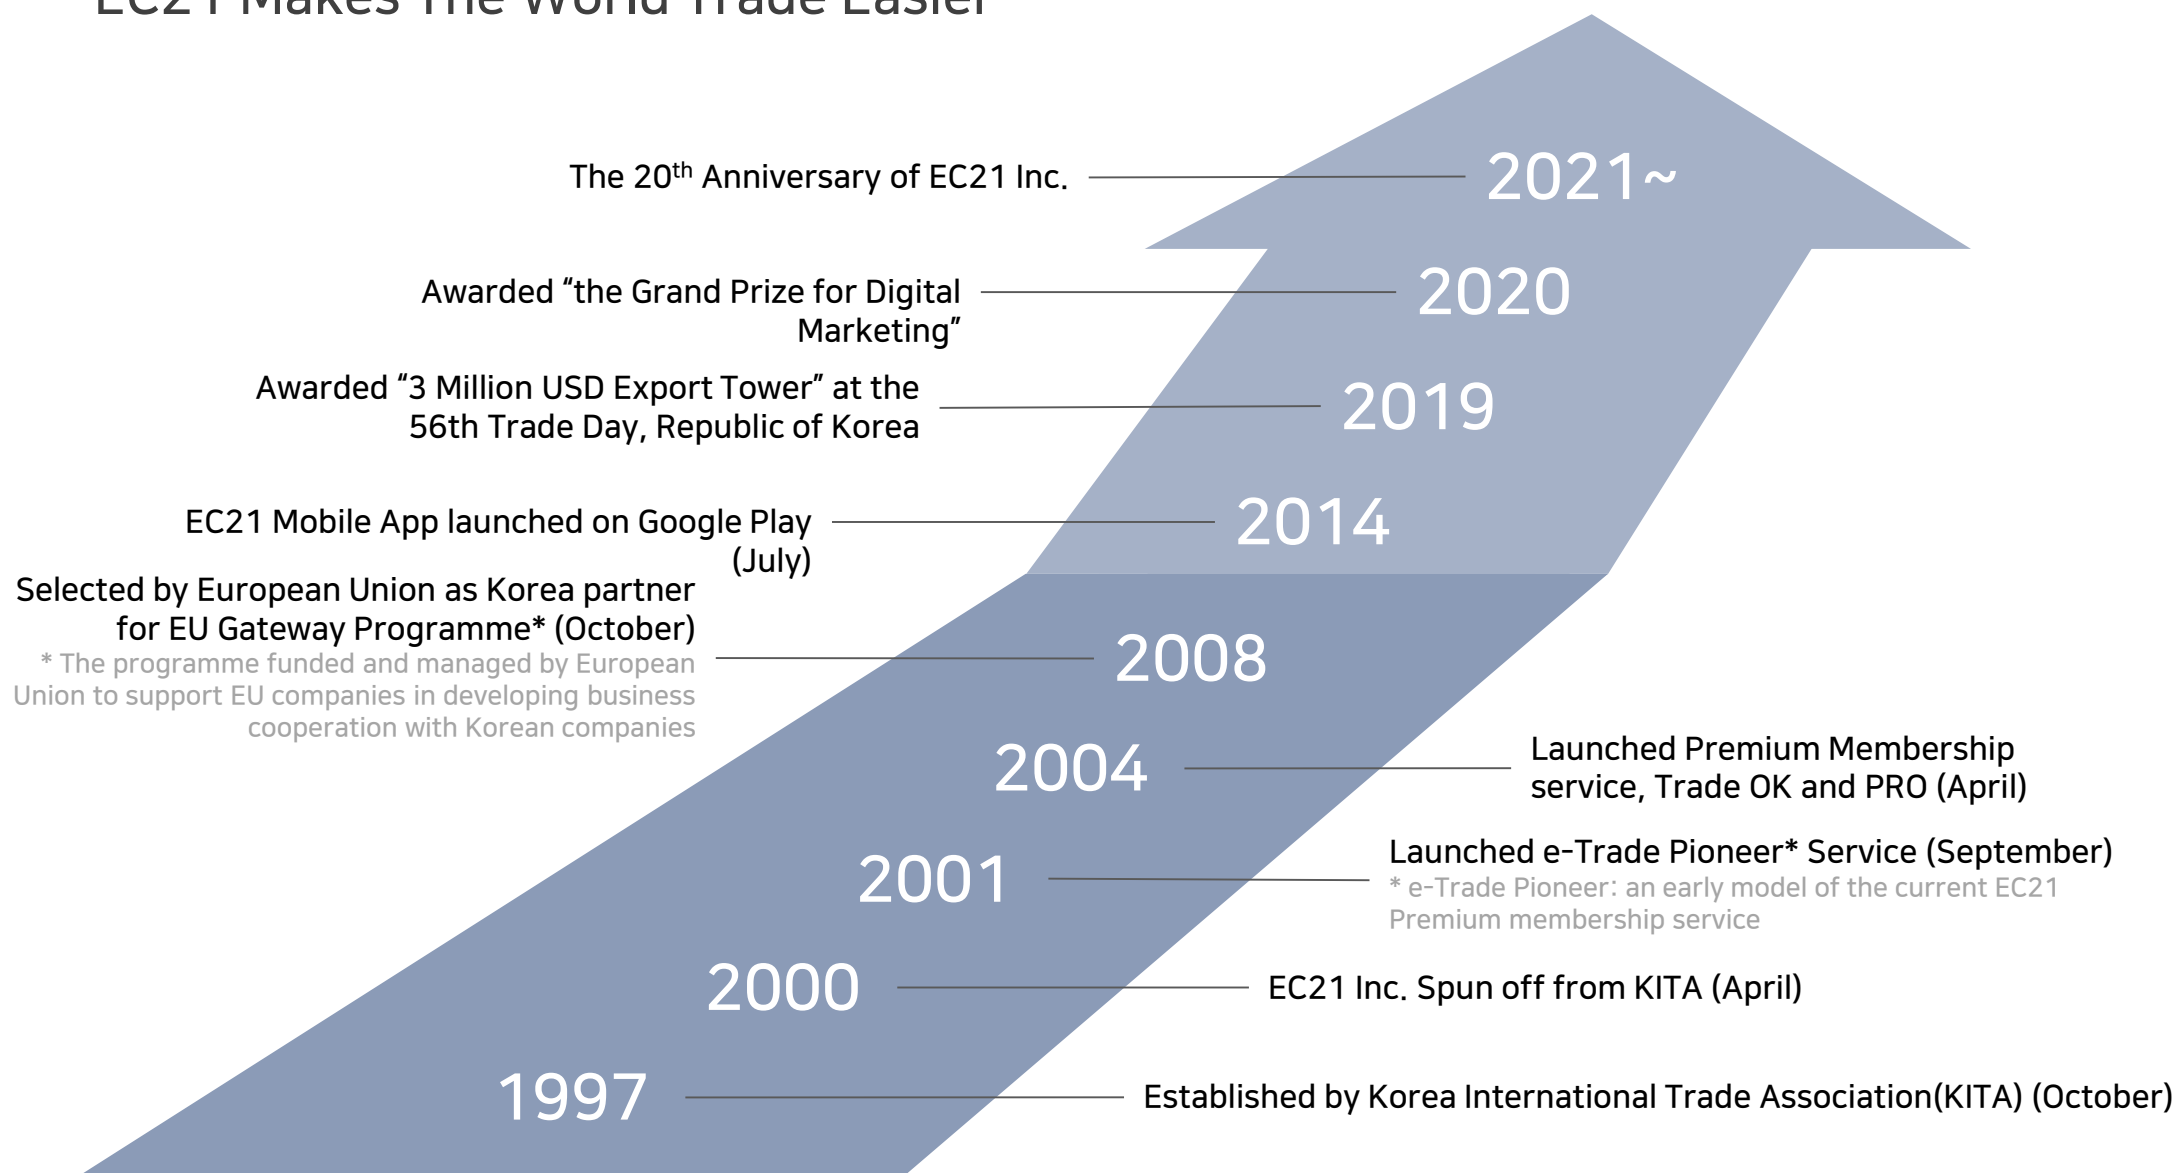 EC21 Makes The World Trade Easier
2021~
The 20th Anniversary of EC21 Inc.
2020
Awarded “the Grand Prize for Digital
Marketing”
2019
Awarded “3 Million USD Export Tower” at the
56th Trade Day, Republic of Korea
2014
EC21 Mobile App launched on Google Play
(July)
2008
Selected by European Union as Korea partner
for EU Gateway Programme* (October)
* The programme funded and managed by European
Union to support EU companies in developing business
cooperation with Korean companies
2004
Launched Premium Membership
service, Trade OK and PRO (April)
2001
Launched e-Trade Pioneer* Service (September)
* e-Trade Pioneer: an early model of the current EC21
Premium membership service
2000
EC21 Inc. Spun off from KITA (April)
1997
Established by Korea International Trade Association(KITA) (October)